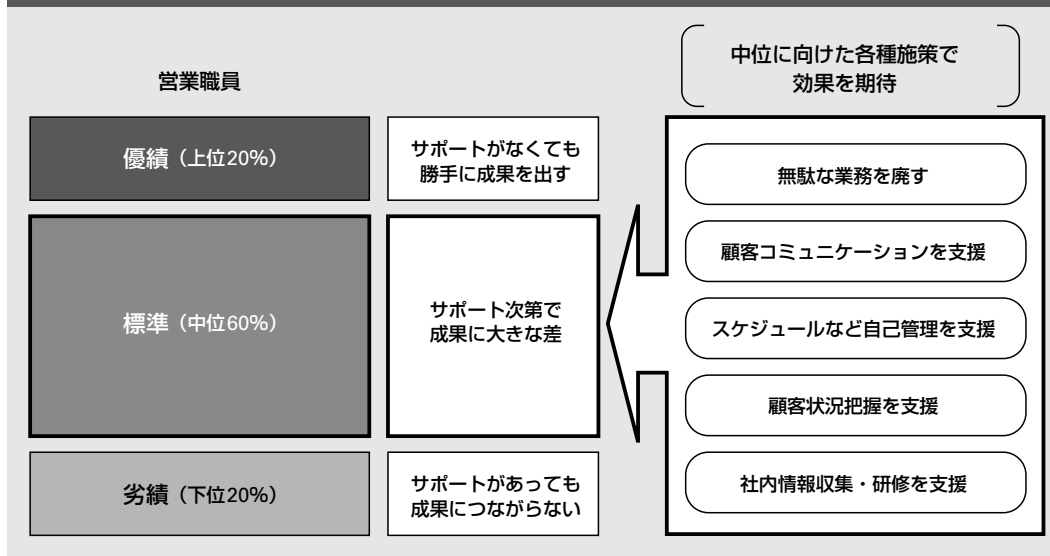 営業職員
中位に向けた各種施策で
効果を期待
優績（上位20%）
サポートがなくても
勝手に成果を出す
標準（中位60%）
サポート次第で
成果に大きな差
劣績（下位20%）
サポートがあっても
成果につながらない
無駄な業務を廃す
顧客コミュニケーションを支援
スケジュールなど自己管理を支援
顧客状況把握を支援
社内情報収集・研修を支援